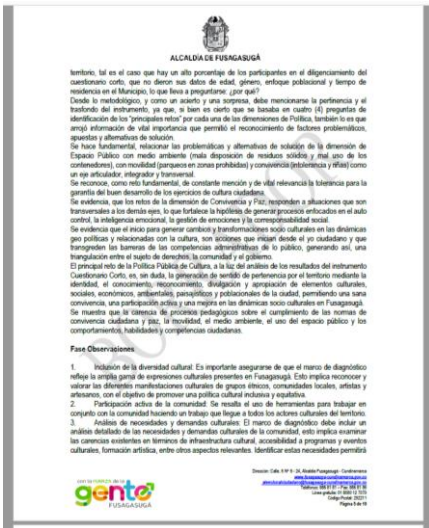 ALCALDÍA DE FUSAGASUGÁ
territorio, tal es el caso que hay un alto porcentaje de los participantes en el diligenciamiento del
cuestionario corto, que no dieron sus datos de edad, género, enfoque poblacional y tiempo de
residencia en el Municipio, lo que lleva a preguntarse: ¿por qué?
Desde lo metodológico, y como un acierto y una sorpresa, debe mencionarse la pertinencia y el
trasfondo del instrumento, ya que, si bien es cierto que se basaba en cuatro (4) preguntas de
identificación de los "principales retos" por cada una de las dimensiones de Política, también lo es que
arrojó información de vital importancia que permitió el reconocimiento de factores problemáticos,
apuestas y alternativas de solución.
Se hace fundamental, relacionar las problemáticas y alternativas de solución de la dimensión de
Espacio Público con medio ambiente (mala disposición de residuos sólidos y mal uso de los
contenedores), con movilidad (parqueos en zonas prohibidas) y convivencia (intolerancia y riñas) como
un eje articulador, integrador y transversal.
Se reconoce, como reto fundamental, de constante mención y de vital relevancia la tolerancia para la
garantía del buen desarrollo de los ejercicios de cultura ciudadana.
Se evidencia, que los retos de la dimensión de Convivencia y Paz, responden a situaciones que son
transversales a los demás ejes, lo que fortalece la hipótesis de generar procesos enfocados en el auto
control, la inteligencia emocional, la gestión de emociones y la corresponsabilidad social.
Se evidencia que el inicio para generar cambios y transformaciones socio culturales en las dinámicas
geo políticas y relacionadas con la cultura, son acciones que inician desde el yo ciudadano y que
transgreden las barreras de las competencias administrativas de lo público, generando así, una
triangulación entre el sujeto de derechos, la comunidad y el gobierno.
El principal reto de la Política Pública de Cultura, a la luz del análisis de los resultados del instrumento
Cuestionario Corto, es, sin duda, la generación de sentido de pertenencia por el territorio mediante la
identidad, el conocimiento, reconocimiento, divulgación y apropiación de elementos culturales,
sociales, económicos, ambientales, paisajísticos y poblacionales de la ciudad, permitiendo una sana
convivencia, una participación activa y una mejora en las dinámicas socio culturales en Fusagasugá.
Se muestra que la carencia de procesos pedagógicos sobre el cumplimiento de las normas de
convivencia ciudadana y paz, la movilidad, el medio ambiente, el uso del espacio público y los
comportamientos, habilidades y competencias ciudadanas.
Fase Observaciones
1. Inclusión de la diversidad cultural: Es importante asegurarse de que el marco de diagnóstico
refleje la amplia gama de expresiones culturales presentes en Fusagasugá. Esto implica reconocer y
valorar las diferentes manifestaciones culturales de grupos étnicos, comunidades locales, artistas y
artesanos, con el objetivo de promover una política cultural inclusiva y equitativa.
2. Participación activa de la comunidad: Se resalta el uso de herramientas para trabajar en
conjunto con la comunidad haciendo un trabajo que llegue a todos los actores culturales del territorio.
3. Análisis de necesidades y demandas culturales: El marco de diagnóstico debe incluir un
análisis detallado de las necesidades y demandas culturales de la comunidad, esto implica examinar
las carencias existentes en términos de infraestructura cultural, accesibilidad a programas y eventos
culturales, formación artística, entre otros aspectos relevantes. Identificar estas necesidades permitirá
gente
FUSAGASUGÁ